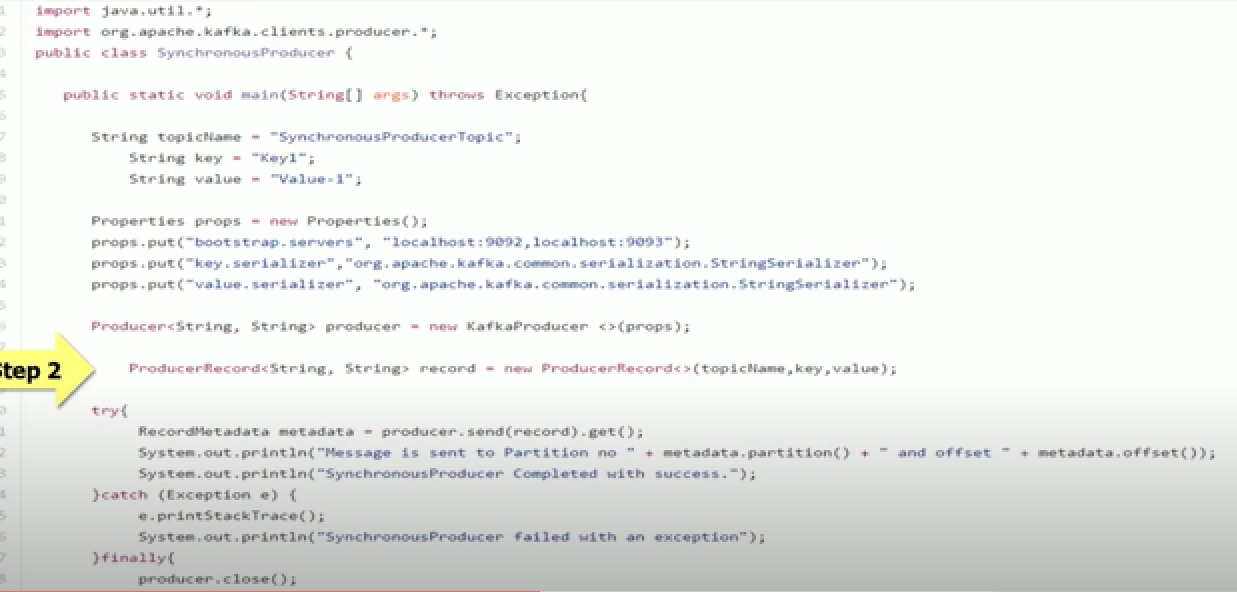 import java.util.*;
import org.apache.kafka.clients.producer.*;
public class SynchronousProducer {
public static void main(String[] args) throws Exception{
String topicName = "SynchronousProducerTopic";
String key = "Key1";
String value = "Value-1";
Properties props = new Properties();
props.put("bootstrap.servers", "localhost:9092,localhost:9093");
props.put("key.serializer","org.apache.kafka.common.serialization.StringSerializer");
props.put("value.serializer", "org.apache.kafka.common.serialization.StringSerializer");
Producer<String, String> producer = new KafkaProducer <>(props);
Step 2
ProducerRecord<String, String> record = new ProducerRecord<>(topicName,key,value);
try{
RecordMetadata metadata = producer.send(record).get();
System.out.println("Message is sent to Partition no " + metadata.partition() + " and offset " + metadata.offset());
System.out.println("SynchronousProducer Completed with success.");
}catch (Exception e) {
e.printStackTrace();
System.out.println("SynchronousProducer failed with an exception");
}finally{
producer.close();